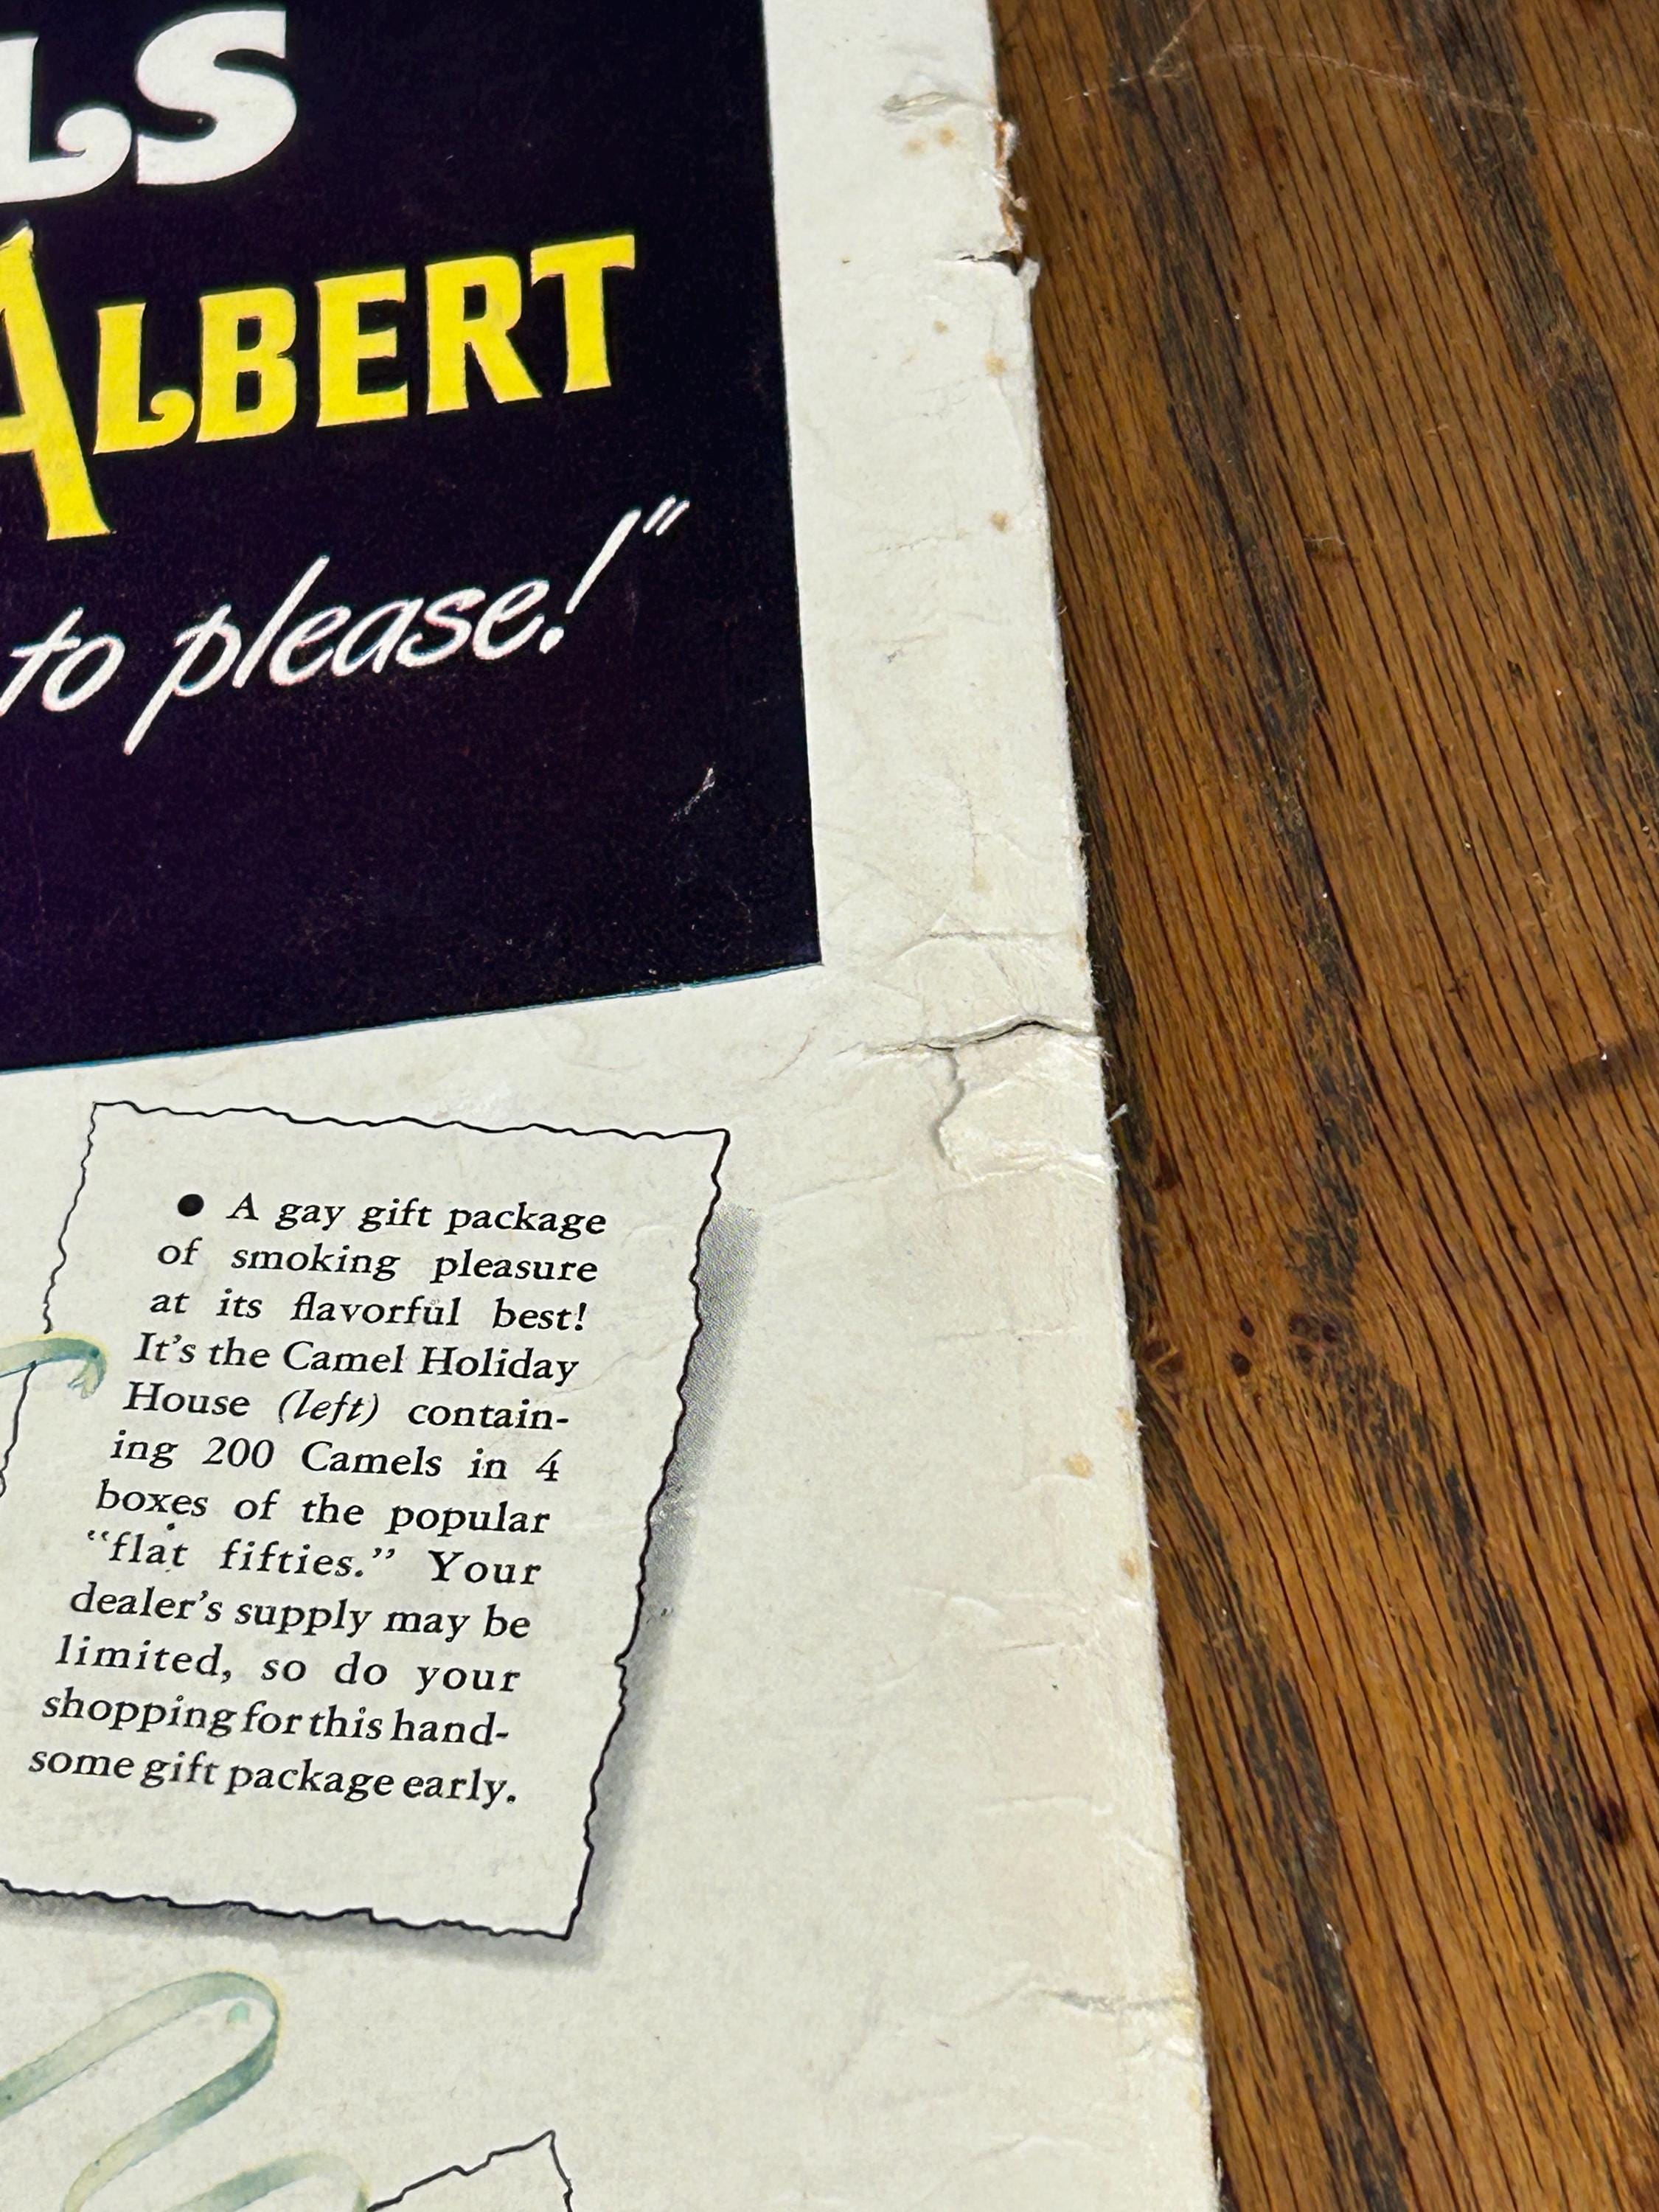 LS
ALBERT
to please!”
● A gay gift package
of smoking pleasure
at its flavorful best!
It's the Camel Holiday
House (left) contain-
ing 200 Camels in 4
boxes of the popular
“flat fifties.” Your
dealer's supply may be
limited, so do your
shopping for this hand-
some gift package early.